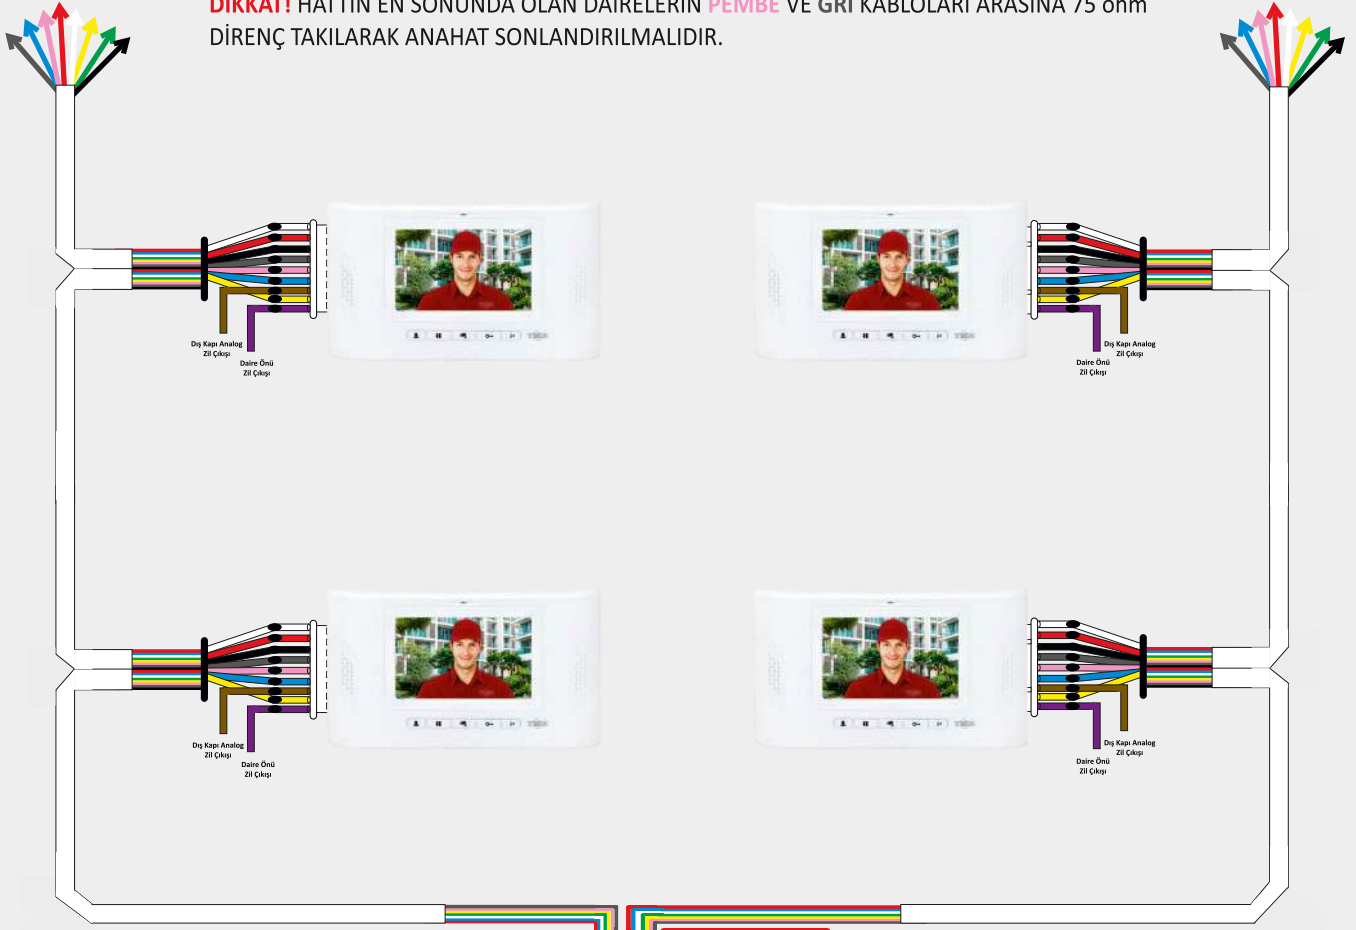 DİKKAT! HATTIN EN SONUNDA OLAN DAİRELERİN PEMBE VE GRİ KABLOLARI ARASINA 75 ohm
DİRENÇ TAKILARAK ANAHAT SONLANDIRILMALIDIR.
Dış Kapı Analog
Zil Çıkışı
Daire Önü
Zil Çıkışı
Dış Kapı Analog
Zil Çıkışı
Daire Önü
Zil Çıkışı
Dış Kapı Analog
Zil Çıkışı
Daire Önü
Zil Çıkışı
Dış Kapı Analog
Zil Çıkışı
Daire Önü
Zil Çıkışı